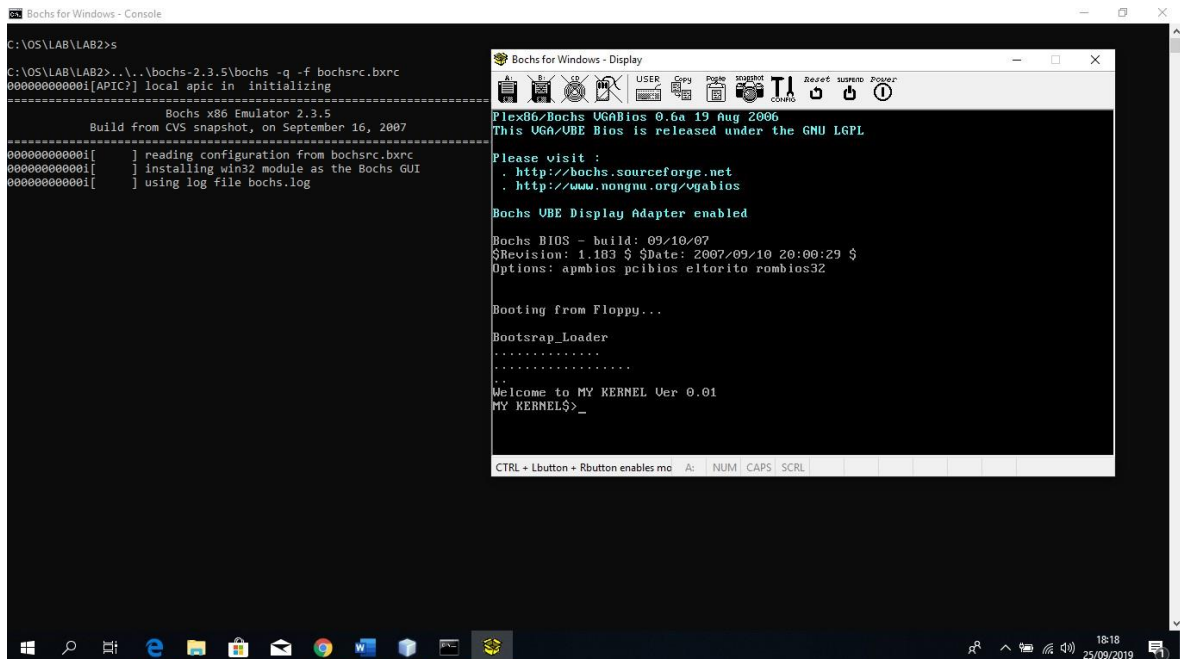 Bochs for Windows - Console
C:\OS\LAB\LAB2>s
C:\OS\LAB\LAB2>..\..\bochs-2.3.5\bochs -q -f bochsrc.bxrc
00000000000i[APIC?] local apic in  initializing
========================================================================
Bochs x86 Emulator 2.3.5
Build from CVS snapshot, on September 16, 2007
========================================================================
00000000000i[     ] reading configuration from bochsrc.bxrc
00000000000i[     ] installing win32 module as the Bochs GUI
00000000000i[     ] using log file bochs.log
Bochs for Windows - Display
A: B: CD USER Copy Paste snapshot CONFIG Reset SUSPEND Power
Plex86/Bochs VGABios 0.6a 19 Aug 2006
This VGA/VBE Bios is released under the GNU LGPL
Please visit :
. http://bochs.sourceforge.net
. http://www.nongnu.org/vgabios
Bochs VBE Display Adapter enabled
Bochs BIOS - build: 09/10/07
$Revision: 1.183 $ $Date: 2007/09/10 20:00:29 $
Options: apmbios pcibios eltorito rombios32
Booting from Floppy...
Bootsrap_Loader
..............
..................
..
Welcome to MY KERNEL Ver 0.01
MY KERNEL$>_
CTRL + Lbutton + Rbutton enables mo A: NUM CAPS SCRL
18:18
25/09/2019